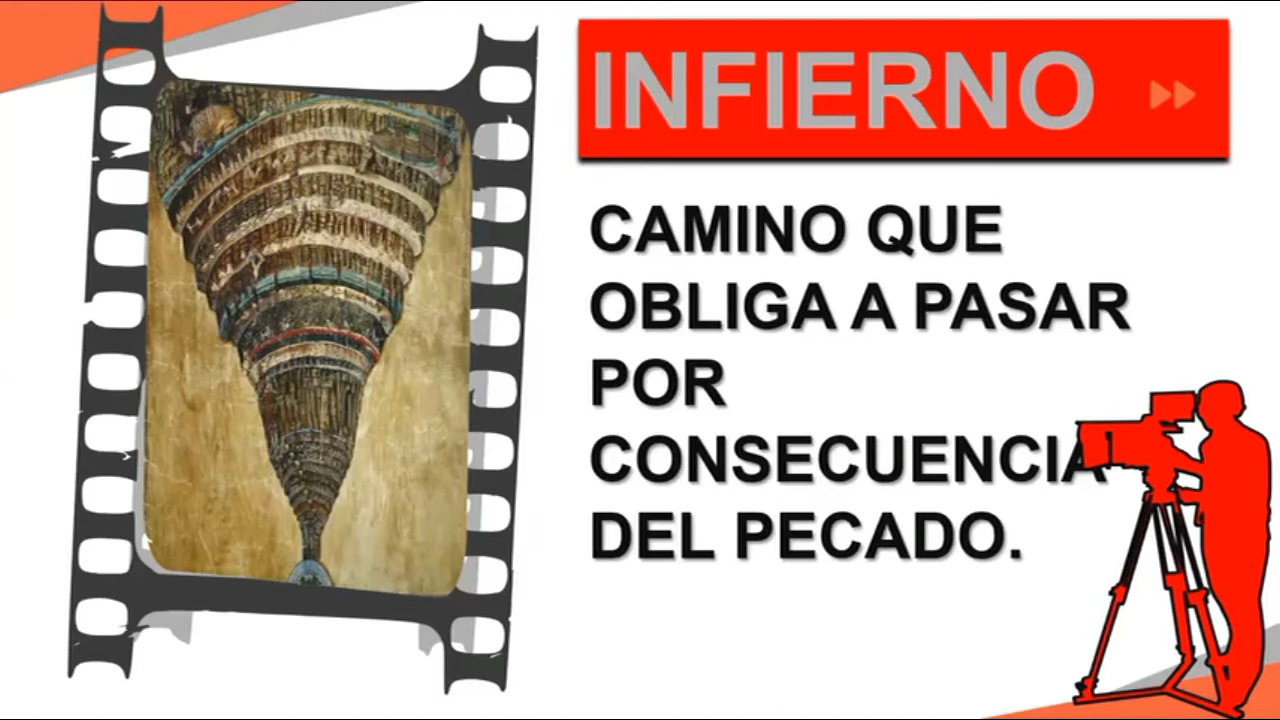 INFIERNO
CAMINO QUE
OBLIGA A PASAR
POR
CONSECUENCIA
DEL PECADO.